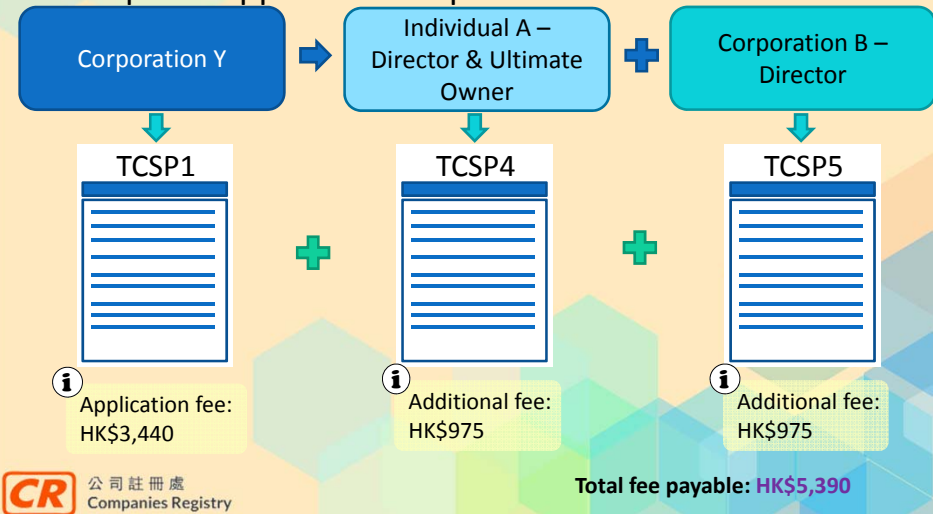 Corporation Y
Individual A –
Director & Ultimate
Owner
Corporation B –
Director
TCSP1
TCSP4
TCSP5
Application fee:
HK$3,440
Additional fee:
HK$975
Additional fee:
HK$975
CR
公司註冊處
Companies Registry
Total fee payable: HK$5,390